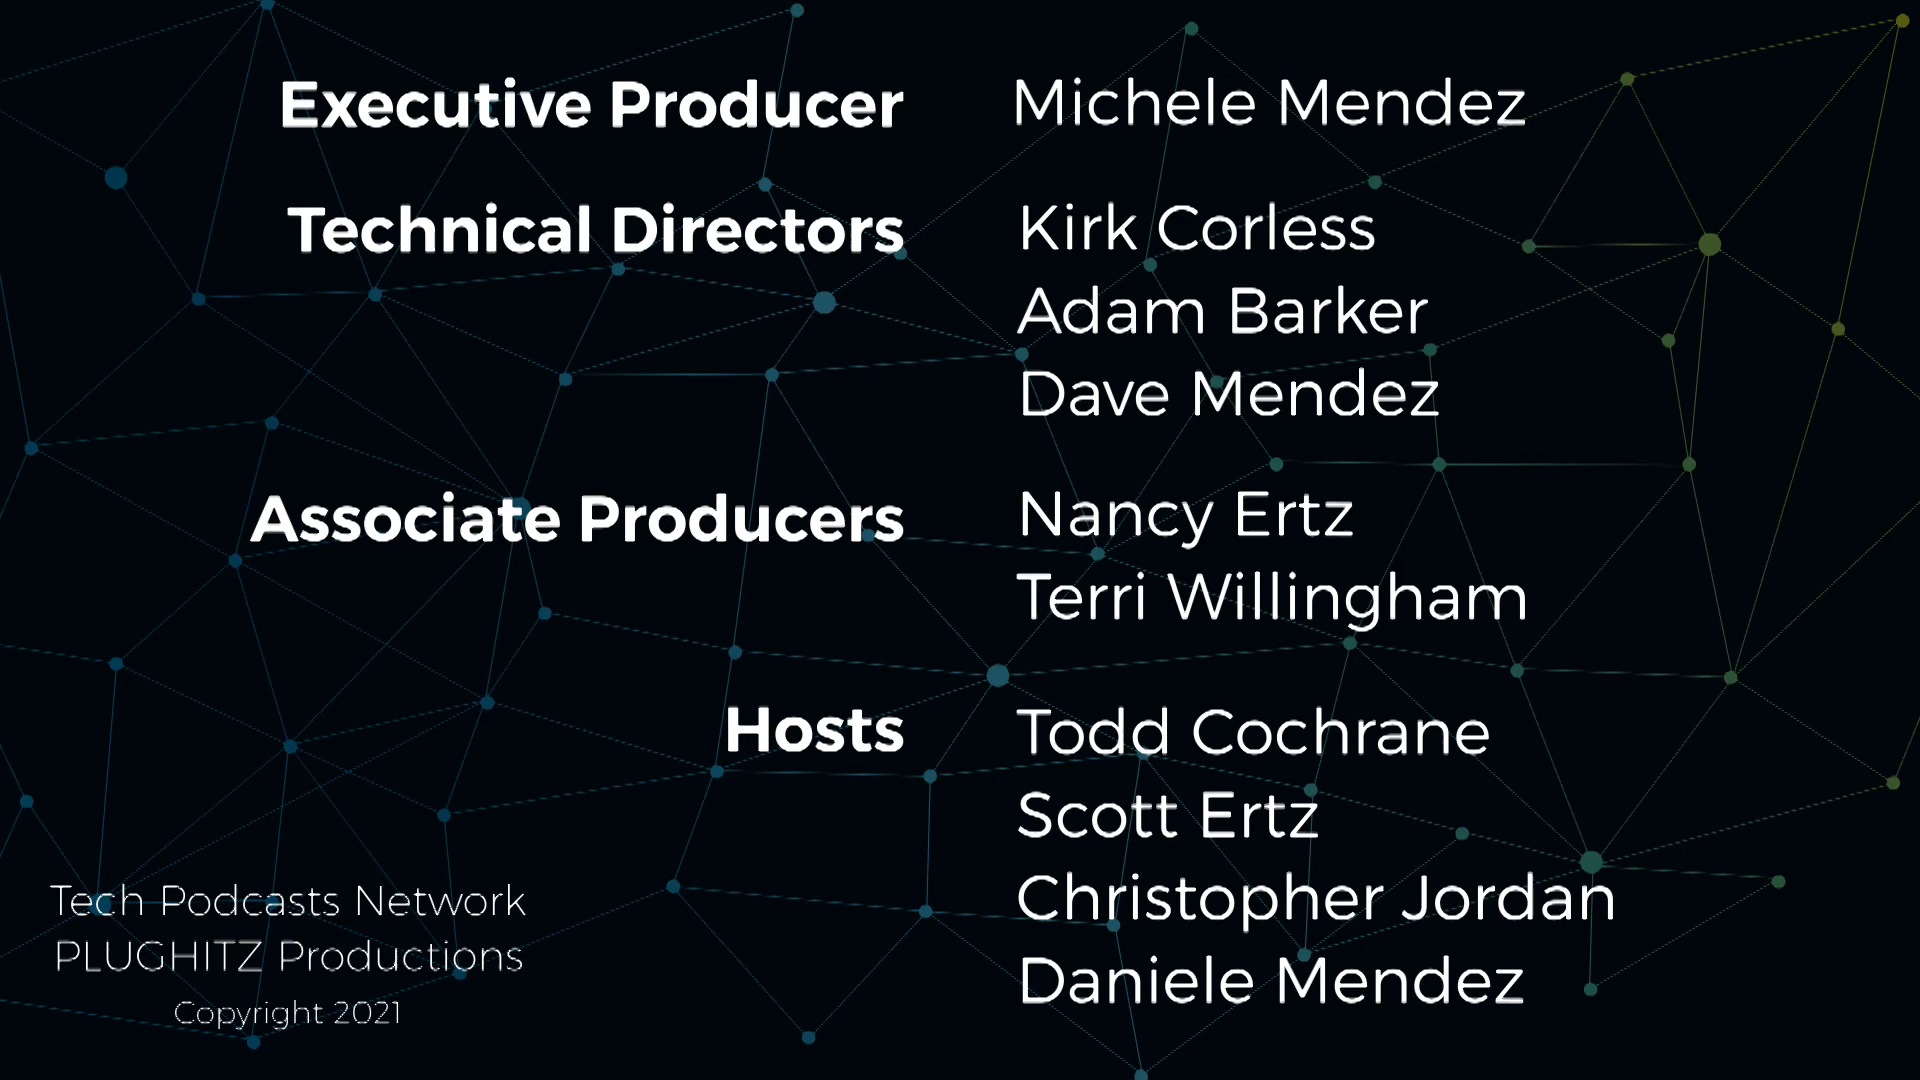 Executive Producer Michele Mendez
Technical Directors Kirk Corless
Adam Barker
Dave Mendez
Associate Producers Nancy Ertz
Terri Willingham
Hosts Todd Cochrane
Scott Ertz
Christopher Jordan
Daniele Mendez
Tech Podcasts Network
PLUGHITZ Productions
Copyright 2021